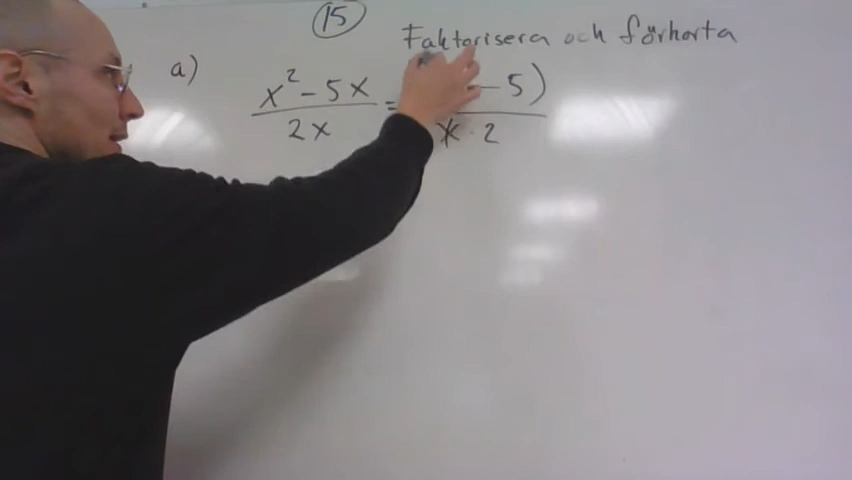 15
Faktorisera och förkorta
a)
x² - 5x / 2x = - 5) / x · 2